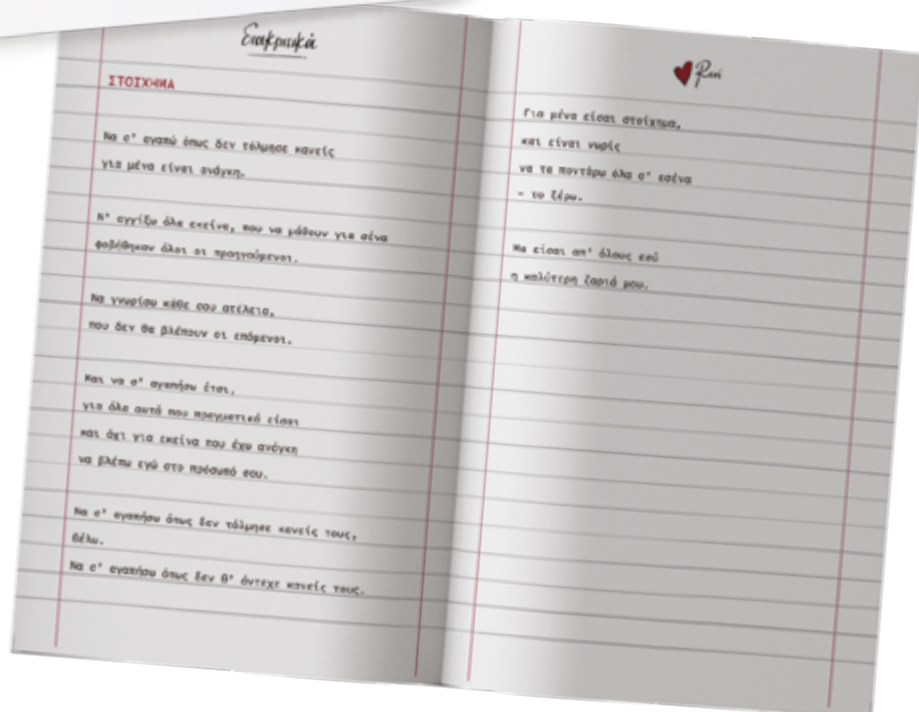 ΣΤΟΙΧΗΜΑ
Να σ' αγαπώ όπως δεν τόλμησε κανείς
για μένα είναι ανάγκη.
Ν' αγγίξω όλα εκείνα, που να μάθουν για σένα
φοβήθηκαν όλοι οι προηγούμενοι.
Να γνωρίσω κάθε σου ατέλεια,
που δεν θα βλέπουν οι επόμενοι.
Και να σ' αγαπήσω έτσι,
για όλα αυτά που πραγματικά είσαι
και όχι για εκείνα που έχω ανάγκη
να βλέπω εγώ στο πρόσωπό σου.
Να σ' αγαπήσω όπως δεν τόλμησε κανείς τους,
θέλω.
Να σ' αγαπήσω όπως δεν θ' άντεχε κανείς τους.
Για μένα είσαι στοίχημα,
και είναι νωρίς
να τα ποντάρω όλα σ' εσένα
- το ξέρω.
Μα είσαι απ' όλους εσύ
η καλύτερη ζαριά μου.